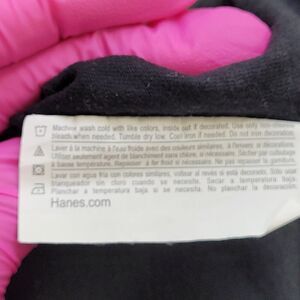 Machine wash cold with like colors, inside out if decorated. Use only non-chlorine
bleach when needed. Tumble dry low. Cool iron if needed. Do not iron decoration.
Laver à la machine à l'eau froide avec des couleurs similaires, à l'envers si décorations.
Utiliser seulement agent de blanchiment sans chlore, si nécessaire. Sécher par culbutage
à basse température. Repasser à fer froid si nécessaire. Ne pas repasser la garniture.
Lavar con agua fría con colores similares, voltear al revés si está decorado. Sólo usar
blanqueador sin cloro cuando se necesita. Secar a temperatura baja.
Planchar a temperatura baja si es necesario. No planchar la decoración.
Hanes.com